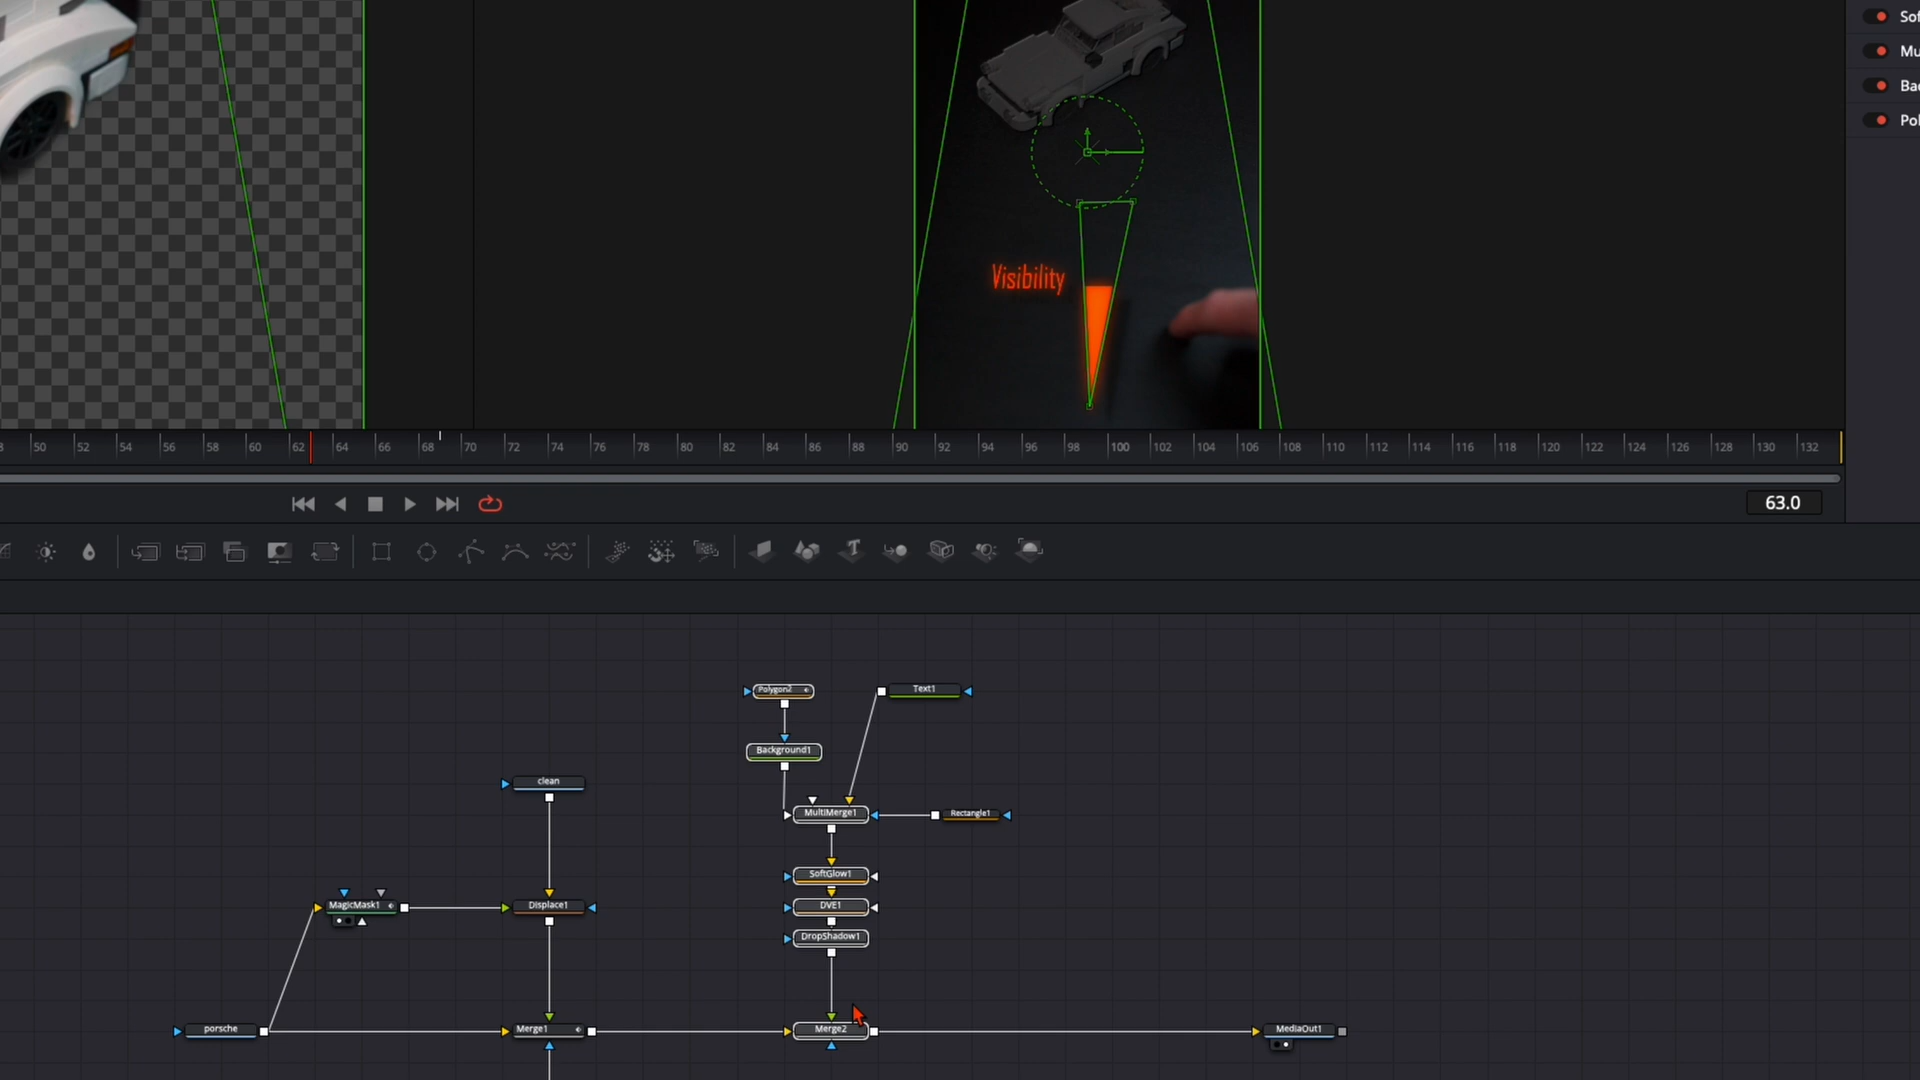 Sof
Mu
Bac
Pol
Visibility
50 52 54 56 58 60 62 64 66 68 70 72 74 76 78 80 82 84 86 88 90 92 94 96 98 100 102 104 106 108 110 112 114 116 118 120 122 124 126 128 130 132
63.0
Polygon2
Text1
Background1
clean
MultiMerge1
Rectangle1
SoftGlow1
MagicMask1
Displace1
DVE1
DropShadow1
porsche
Merge1
Merge2
MediaOut1